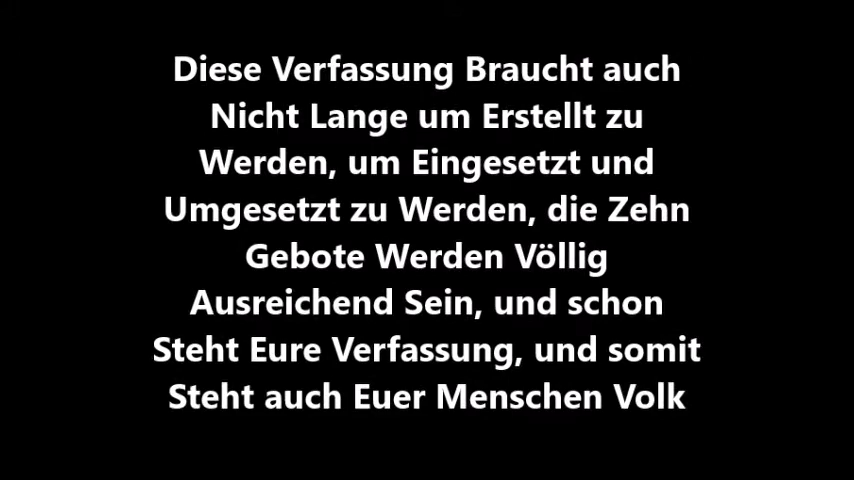 Diese Verfassung Braucht auch
Nicht Lange um Erstellt zu
Werden, um Eingesetzt und
Umgesetzt zu Werden, die Zehn
Gebote Werden Völlig
Ausreichend Sein, und schon
Steht Eure Verfassung, und somit
Steht auch Euer Menschen Volk